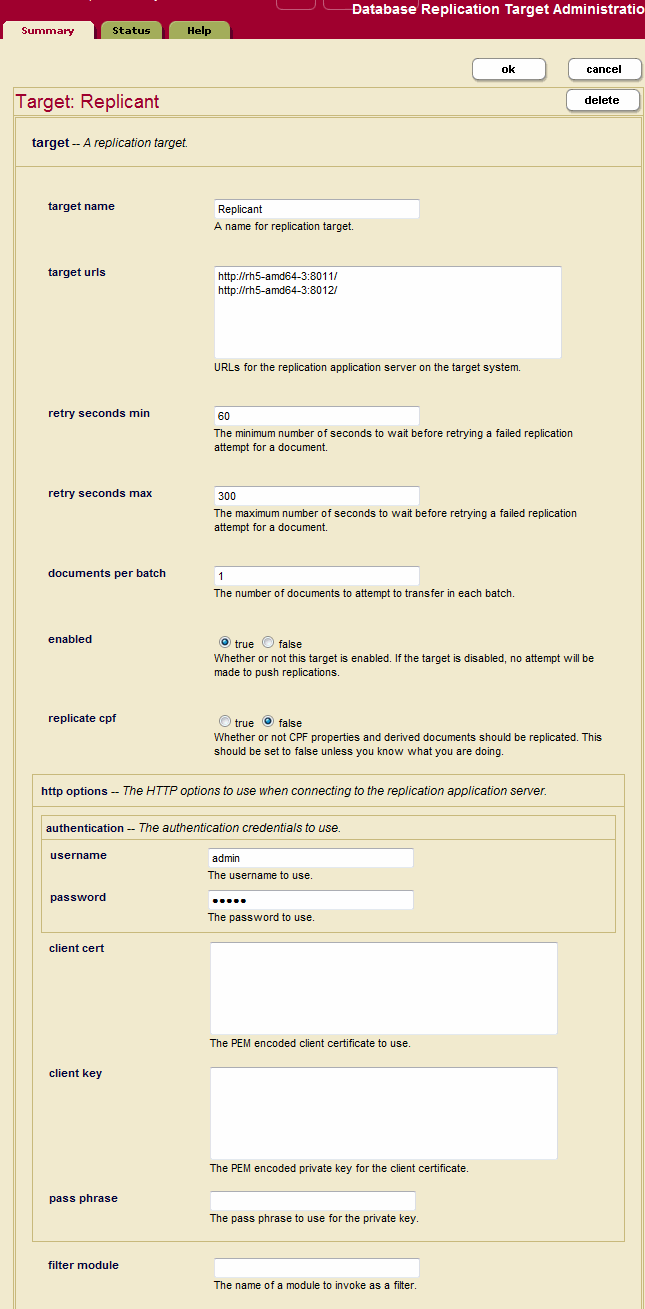 Database Replication Target Administratio
Summary Status Help
ok cancel
Target: Replicant delete
target -- A replication target.
target name Replicant
A name for replication target.
target urls http://rh5-amd64-3:8011/
http://rh5-amd64-3:8012/
URLs for the replication application server on the target system.
retry seconds min 60
The minimum number of seconds to wait before retrying a failed replication
attempt for a document.
retry seconds max 300
The maximum number of seconds to wait before retrying a failed replication
attempt for a document.
documents per batch 1
The number of documents to attempt to transfer in each batch.
enabled true false
Whether or not this target is enabled. If the target is disabled, no attempt will be
made to push replications.
replicate cpf true false
Whether or not CPF properties and derived documents should be replicated. This
should be set to false unless you know what you are doing.
http options -- The HTTP options to use when connecting to the replication application server.
authentication -- The authentication credentials to use.
username admin
The username to use.
password •••••
The password to use.
client cert
The PEM encoded client certificate to use.
client key
The PEM encoded private key for the client certificate.
pass phrase
The pass phrase to use for the private key.
filter module
The name of a module to invoke as a filter.